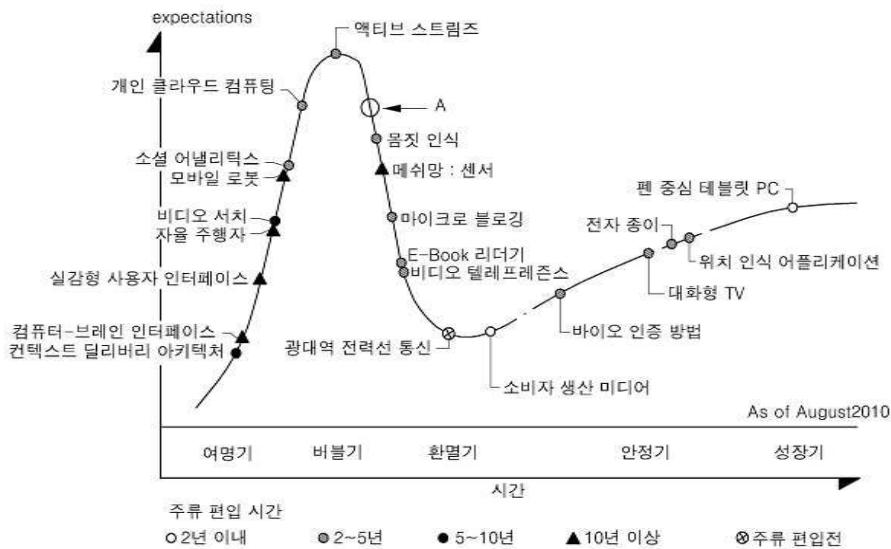 expectations
액티브 스트림즈
개인 클라우드 컴퓨팅
A
몸짓 인식
소셜 어낼리틱스
모바일 로봇
메쉬망 : 센서
펜 중심 테블릿 PC
비디오 서치
자율 주행자
마이크로 블로깅
전자 종이
E-Book 리더기
비디오 텔레프레즌스
위치 인식 어플리케이션
실감형 사용자 인터페이스
대화형 TV
컴퓨터-브레인 인터페이스
컨텍스트 딜리버리 아키텍처
광대역 전력선 통신
바이오 인증 방법
소비자 생산 미디어
As of August2010
여명기 버블기 환멸기 안정기 성장기
시간
주류 편입 시간
2년 이내 2~5년 5~10년 10년 이상 주류 편입전